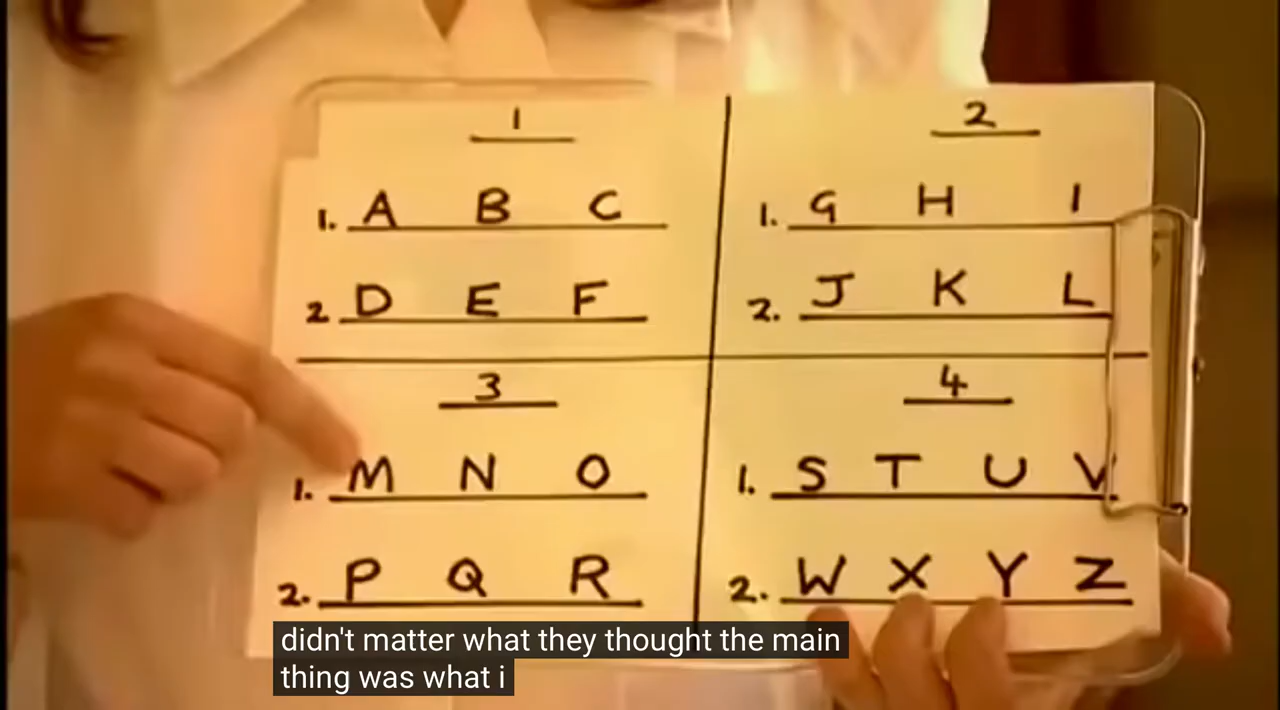 1
1. A B C
2 D E F
2
1. G H I
2. J K L
3
1. M N O
2. P Q R
4
1. S T U V
2. W X Y Z
didn't matter what they thought the main
thing was what i